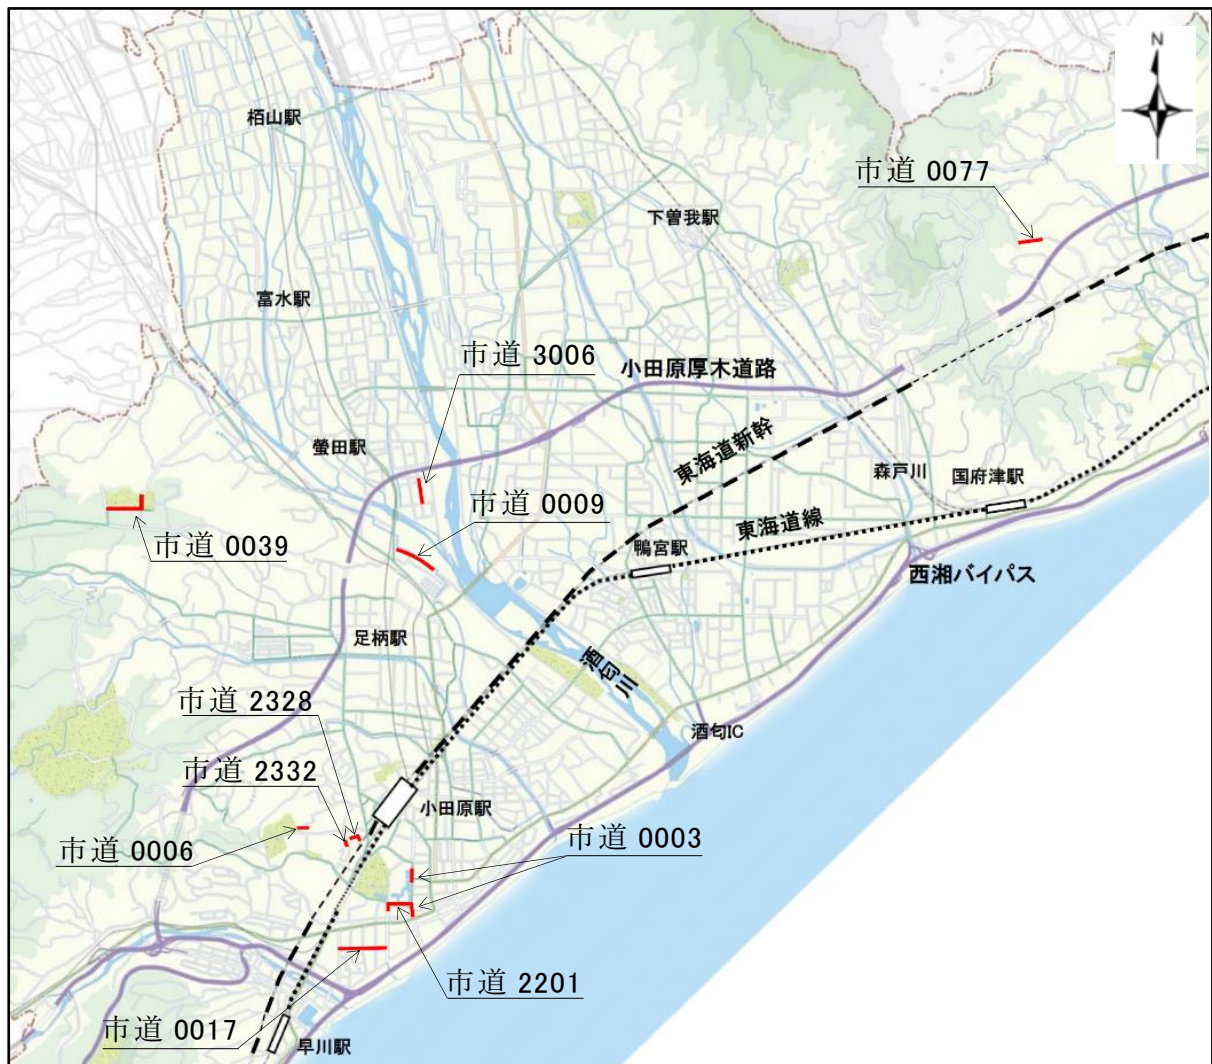 N
栢山駅
市道 0077
下曽我駅
富水駅
市道 3006
小田原厚木道路
螢田駅
東海道新幹
森戸川
国府津駅
市道 0009
東海道線
市道 0039
鴨宮駅
西湘バイパス
足柄駅
酒匂川
市道 2328
酒匂IC
市道 2332
小田原駅
市道 0003
市道 0006
市道 2201
市道 0017
早川駅